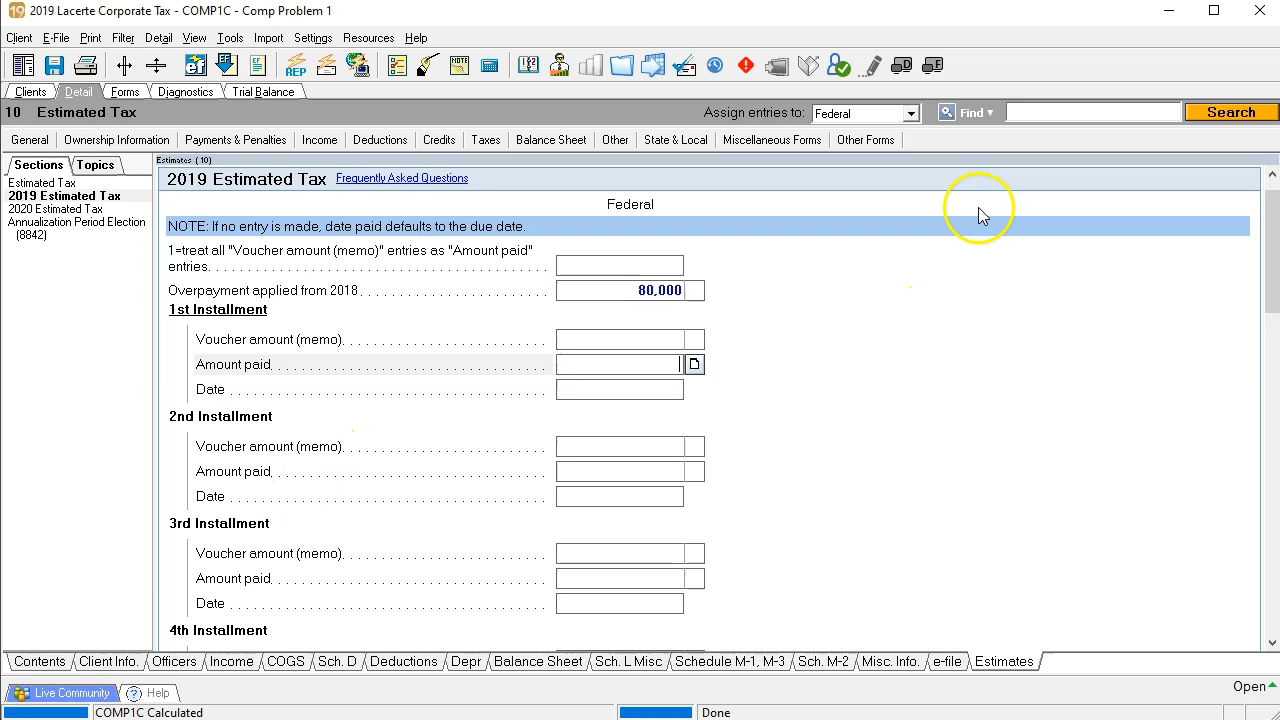 19 2019 Lacerte Corporate Tax - COMP1C - Comp Problem 1
Client E-File Print Filter Detail View Tools Import Settings Resources Help
Clients Detail Forms Diagnostics Trial Balance
10 Estimated Tax Assign entries to: Federal Find Search
General Ownership Information Payments & Penalties Income Deductions Credits Taxes Balance Sheet Other State & Local Miscellaneous Forms Other Forms
Sections Topics
Estimated Tax
2019 Estimated Tax
2020 Estimated Tax
Annualization Period Election
(8842)
Estimates (10)
2019 Estimated Tax Frequently Asked Questions
Federal
NOTE: If no entry is made, date paid defaults to the due date.
1=treat all "Voucher amount (memo)" entries as "Amount paid"
entries
Overpayment applied from 2018 80,000
1st Installment
Voucher amount (memo)
Amount paid
Date
2nd Installment
Voucher amount (memo)
Amount paid
Date
3rd Installment
Voucher amount (memo)
Amount paid
Date
4th Installment
Contents Client Info. Officers Income COGS Sch. D Deductions Depr Balance Sheet Sch. L Misc Schedule M-1, M-3 Sch. M-2 Misc. Info. e-file Estimates
Live Community Help Open
COMP1C Calculated Done